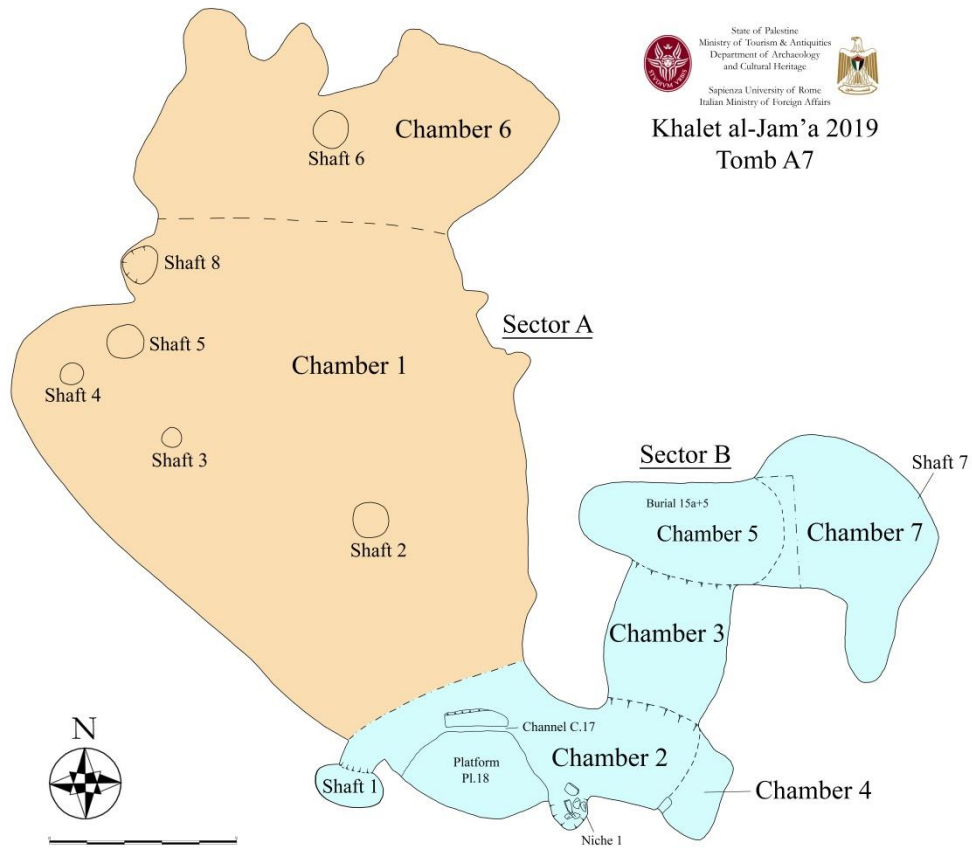 State of Palestine
Ministry of Tourism & Antiquities
Department of Archaeology
and Cultural Heritage
Sapienza University of Rome
Italian Ministry of Foreign Affairs
Khalet al-Jam'a 2019
Tomb A7
Chamber 6
Shaft 6
Shaft 8
Sector A
Shaft 5
Chamber 1
Shaft 4
Shaft 3
Sector B
Shaft 7
Burial 15a+5
Chamber 5
Chamber 7
Shaft 2
Chamber 3
N
Channel C.17
Chamber 2
Platform
Pl.18
Shaft 1
Chamber 4
Niche 1